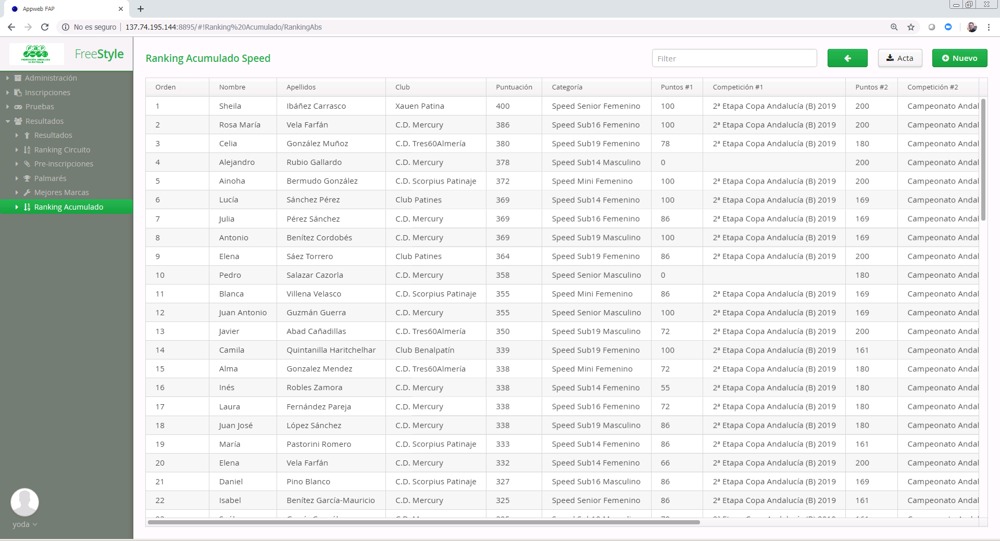 Appweb FAP
No es seguro 137.74.195.144:8895/#!Ranking%20Acumulado/RankingAbs
FaP
FEDERACION ANDALUZA
DE PATINAJE
FreeStyle
Administración
Inscripciones
Pruebas
Resultados
Resultados
Ranking Circuito
Pre-inscripciones
Palmarés
Mejores Marcas
Ranking Acumulado
yoda
Ranking Acumulado Speed
Filter
Acta
Nuevo
Orden Nombre Apellidos Club Puntuación Categoría Puntos #1 Competición #1 Puntos #2 Competición #2
1 Sheila Ibáñez Carrasco Xauen Patina 400 Speed Senior Femenino 100 2ª Etapa Copa Andalucía (B) 2019 200 Campeonato Andal
2 Rosa María Vela Farfán C.D. Mercury 386 Speed Sub16 Femenino 100 2ª Etapa Copa Andalucía (B) 2019 200 Campeonato Andal
3 Celia González Muñoz C.D. Tres60Almería 380 Speed Sub19 Femenino 78 2ª Etapa Copa Andalucía (B) 2019 180 Campeonato Andal
4 Alejandro Rubio Gallardo C.D. Mercury 378 Speed Sub14 Masculino 0 200 Campeonato Andal
5 Ainoha Bermudo González C.D. Scorpius Patinaje 372 Speed Mini Femenino 100 2ª Etapa Copa Andalucía (B) 2019 200 Campeonato Andal
6 Lucía Sánchez Pérez Club Patines 369 Speed Sub14 Femenino 100 2ª Etapa Copa Andalucía (B) 2019 169 Campeonato Andal
7 Julia Pérez Sánchez C.D. Mercury 369 Speed Sub16 Femenino 86 2ª Etapa Copa Andalucía (B) 2019 169 Campeonato Andal
8 Antonio Benítez Cordobés C.D. Mercury 369 Speed Sub19 Masculino 100 2ª Etapa Copa Andalucía (B) 2019 169 Campeonato Andal
9 Elena Sáez Torrero Club Patines 364 Speed Sub19 Femenino 86 2ª Etapa Copa Andalucía (B) 2019 200 Campeonato Andal
10 Pedro Salazar Cazorla C.D. Mercury 358 Speed Senior Masculino 0 180 Campeonato Andal
11 Blanca Villena Velasco C.D. Scorpius Patinaje 355 Speed Mini Femenino 86 2ª Etapa Copa Andalucía (B) 2019 169 Campeonato Andal
12 Juan Antonio Guzmán Guerra C.D. Mercury 355 Speed Senior Masculino 100 2ª Etapa Copa Andalucía (B) 2019 169 Campeonato Andal
13 Javier Abad Cañadillas C.D. Tres60Almería 350 Speed Sub19 Masculino 72 2ª Etapa Copa Andalucía (B) 2019 200 Campeonato Andal
14 Camila Quintanilla Haritchelhar Club Benalpatín 339 Speed Sub19 Femenino 100 2ª Etapa Copa Andalucía (B) 2019 161 Campeonato Andal
15 Alma Gonzalez Mendez C.D. Tres60Almería 338 Speed Mini Femenino 72 2ª Etapa Copa Andalucía (B) 2019 180 Campeonato Andal
16 Inés Robles Zamora C.D. Mercury 338 Speed Sub14 Femenino 55 2ª Etapa Copa Andalucía (B) 2019 180 Campeonato Andal
17 Laura Fernández Pareja C.D. Mercury 338 Speed Sub16 Femenino 72 2ª Etapa Copa Andalucía (B) 2019 180 Campeonato Andal
18 Juan José López Sánchez C.D. Mercury 338 Speed Sub19 Masculino 86 2ª Etapa Copa Andalucía (B) 2019 180 Campeonato Andal
19 María Pastorini Romero C.D. Scorpius Patinaje 333 Speed Sub14 Femenino 86 2ª Etapa Copa Andalucía (B) 2019 161 Campeonato Andal
20 Elena Vela Farfán C.D. Mercury 332 Speed Sub14 Femenino 66 2ª Etapa Copa Andalucía (B) 2019 200 Campeonato Andal
21 Daniel Pino Blanco C.D. Scorpius Patinaje 327 Speed Sub16 Masculino 86 2ª Etapa Copa Andalucía (B) 2019 169 Campeonato Andal
22 Isabel Benítez García-Mauricio C.D. Mercury 325 Speed Senior Femenino 86 2ª Etapa Copa Andalucía (B) 2019 161 Campeonato Andal